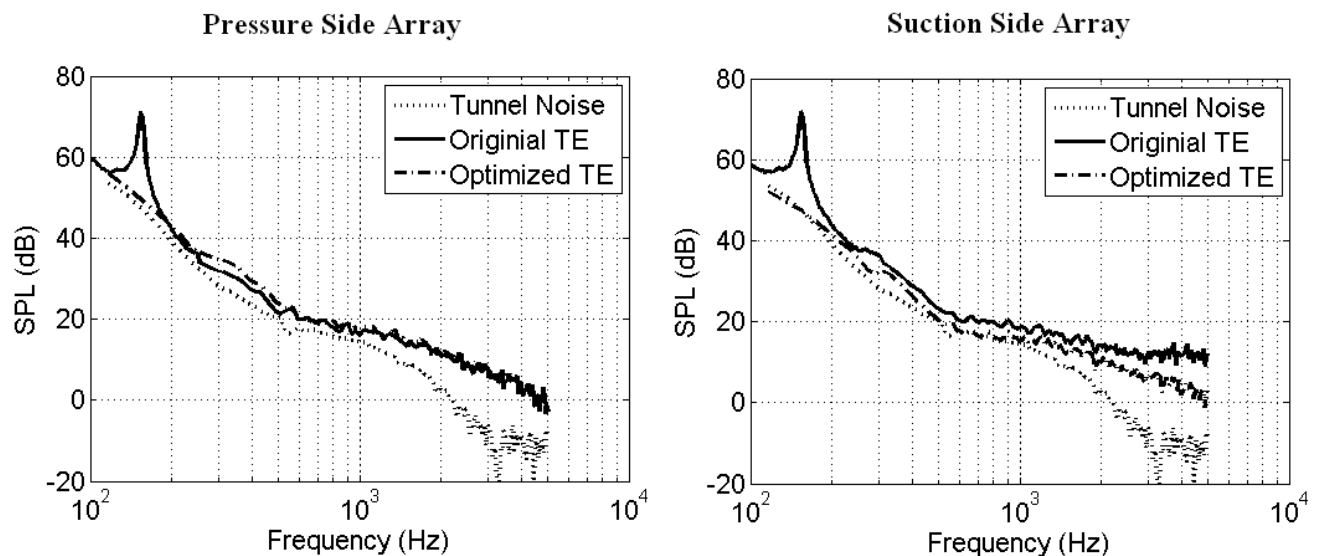 Pressure Side Array
80
60
40
20
0
-20
SPL (dB)
Tunnel Noise
Originial TE
Optimized TE
10^2
10^3
10^4
Frequency (Hz)
Suction Side Array
80
60
40
20
0
-20
SPL (dB)
Tunnel Noise
Originial TE
Optimized TE
10^2
10^3
10^4
Frequency (Hz)